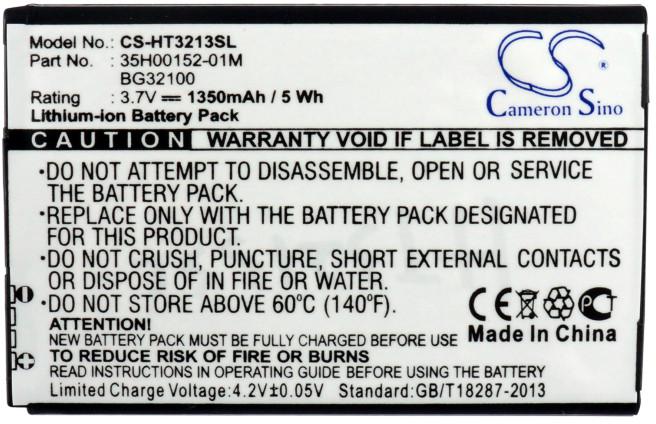 Model No.: CS-HT3213SL
Part No. : 35H00152-01M
BG32100
Rating : 3.7V 1350mAh / 5 Wh
Lithium-ion Battery Pack
CS
Cameron Sino
CAUTION WARRANTY VOID IF LABEL IS REMOVED
•DO NOT ATTEMPT TO DISASSEMBLE, OPEN OR SERVICE
THE BATTERY PACK.
•REPLACE ONLY WITH THE BATTERY PACK DESIGNATED
FOR THIS PRODUCT.
•DO NOT CRUSH, PUNCTURE, SHORT EXTERNAL CONTACTS
OR DISPOSE OF IN FIRE OR WATER.
•DO NOT STORE ABOVE 60°C (140°F).
ATTENTION!
NEW BATTERY PACK MUST BE FULLY CHARGED BEFORE USE
TO REDUCE RISK OF FIRE OR BURNS
READ INSTRUCTIONS IN DEVICE GUIDE BEFORE USING.
Limited Charge Voltage:4.2V±0.05V Standard:GB/T18287-2013
CE PCT
Made In China